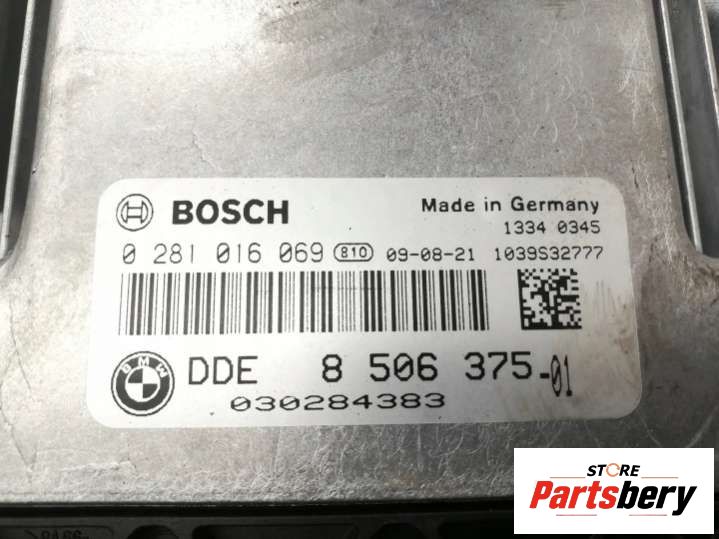 BOSCH Made in Germany
1334 0345
0 281 016 069 810 09-08-21 1039S32777
BMW DDE 8 506 375-01
030284383
STORE
Partsbery